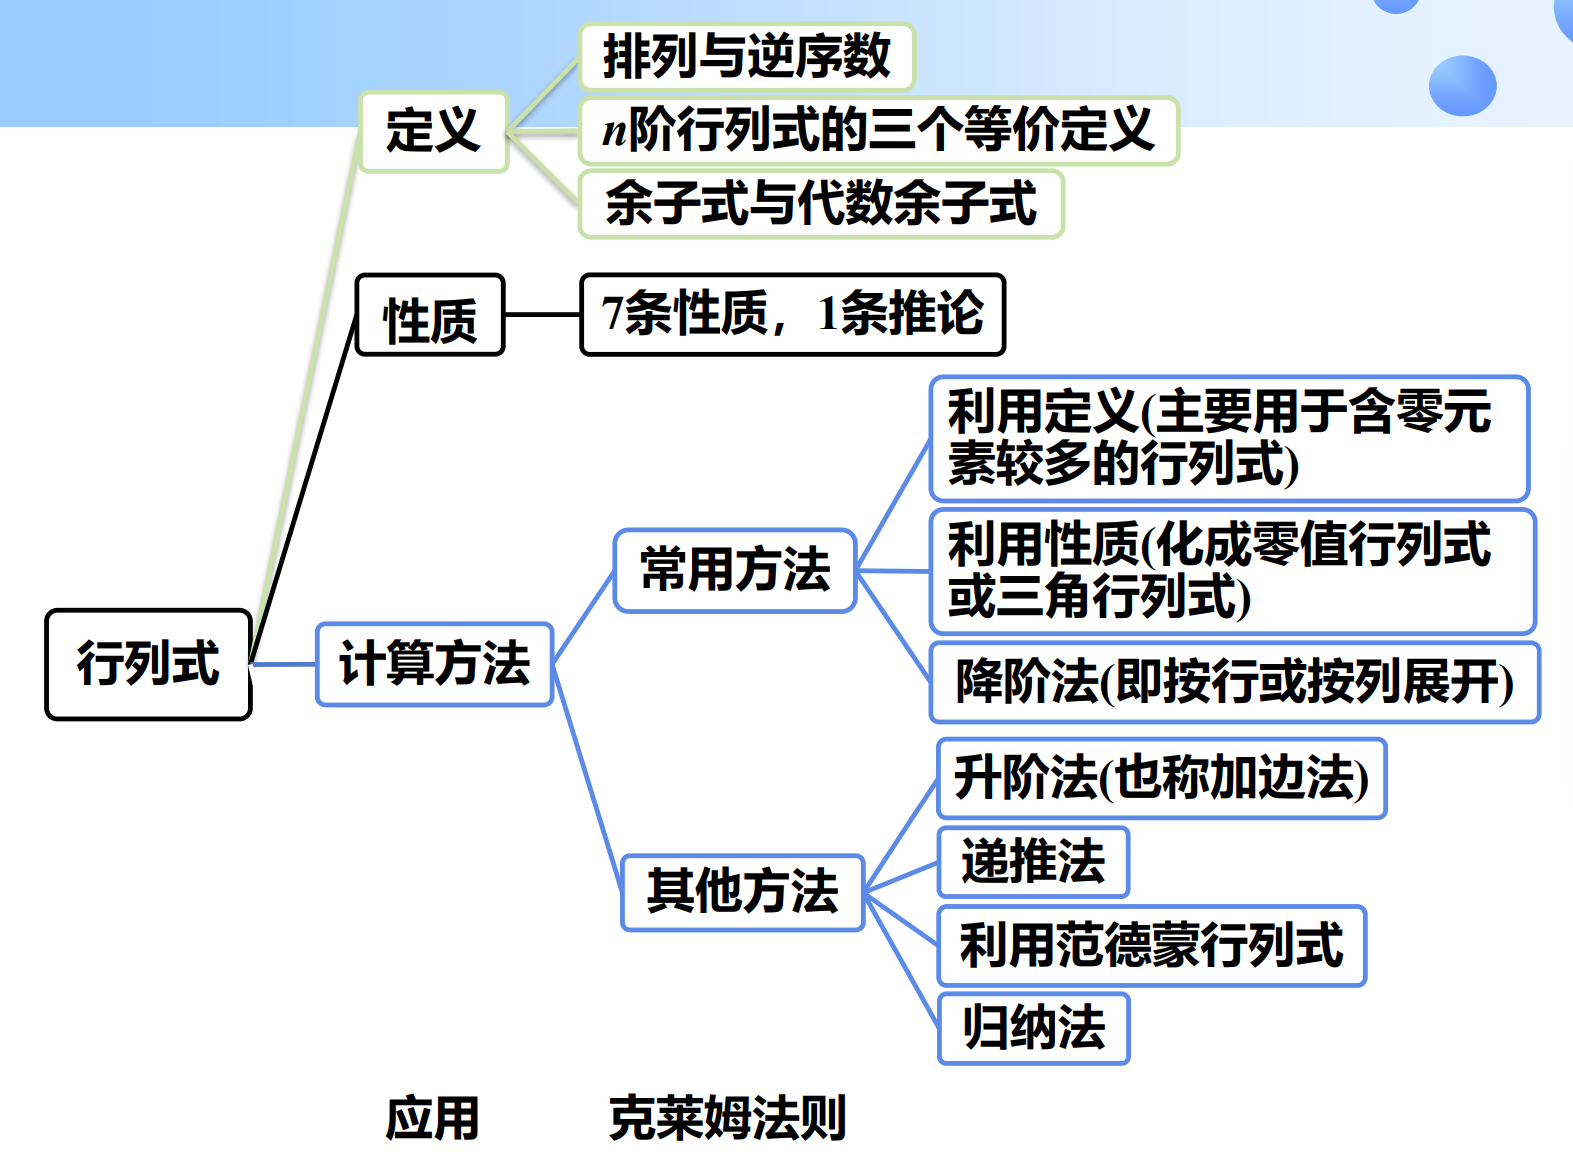 排列与逆序数
定义
n阶行列式的三个等价定义
余子式与代数余子式
性质
7条性质，1条推论
利用定义(主要用于含零元
素较多的行列式)
常用方法
利用性质(化成零值行列式
或三角行列式)
行列式
计算方法
降阶法(即按行或按列展开)
升阶法(也称加边法)
递推法
其他方法
利用范德蒙行列式
归纳法
应用
克莱姆法则